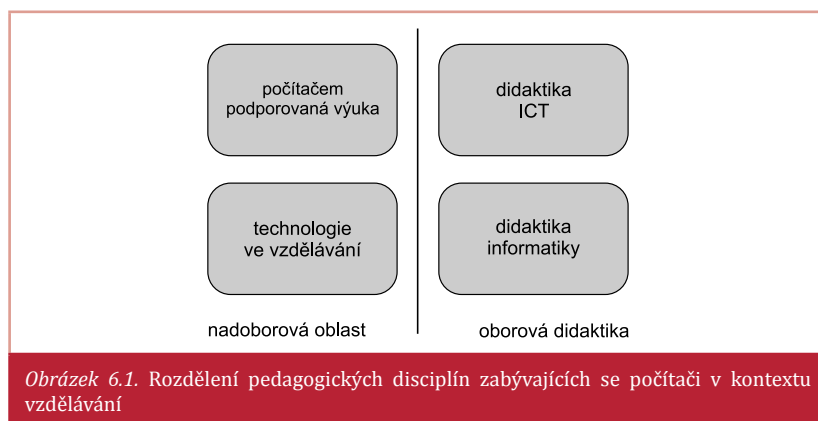 počítačem
podporovaná výuka
didaktika
ICT
technologie
ve vzdělávání
didaktika
informatiky
nadoborová oblast
oborová didaktika
Obrázek 6.1. Rozdělení pedagogických disciplín zabývajících se počítači v kontextu
vzdělávání